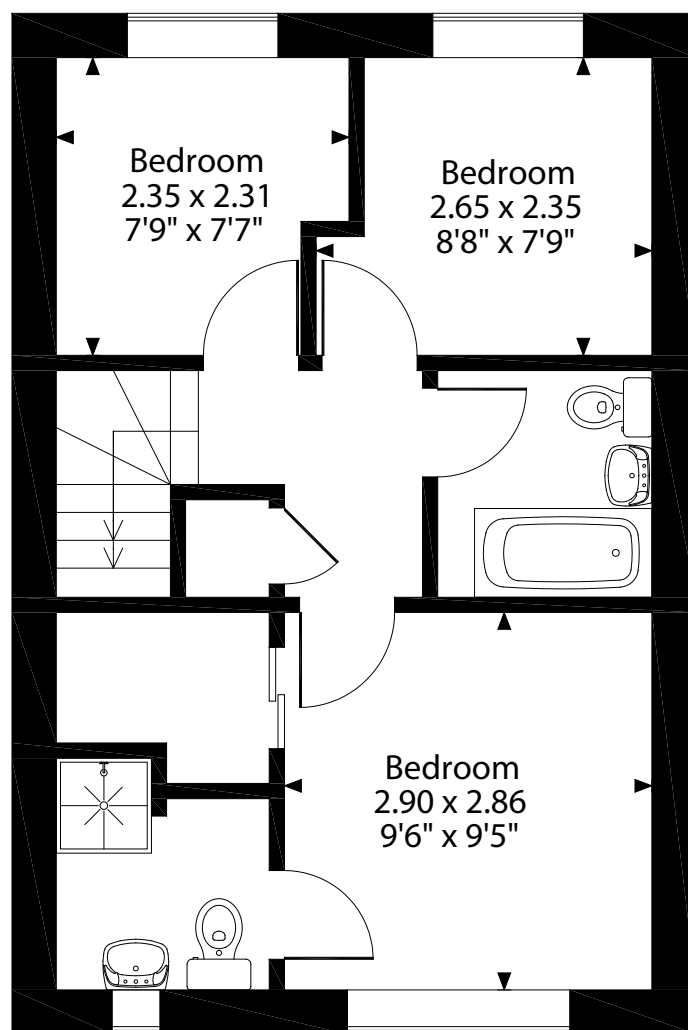 Bedroom
2.35 x 2.31
7'9" x 7'7"
Bedroom
2.65 x 2.35
8'8" x 7'9"
Bedroom
2.90 x 2.86
9'6" x 9'5"